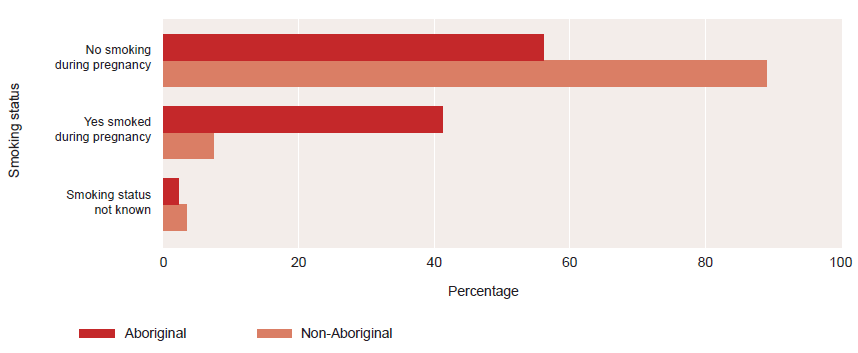 Smoking status
No smoking
during pregnancy
Yes smoked
during pregnancy
Smoking status
not known
0 20 40 60 80 100
Percentage
Aboriginal Non-Aboriginal